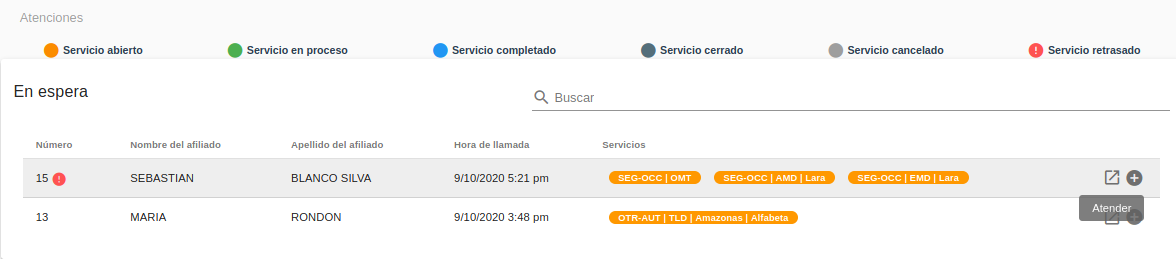 Atenciones
Servicio abierto Servicio en proceso Servicio completado Servicio cerrado Servicio cancelado Servicio retrasado
En espera
Buscar
Número Nombre del afiliado Apellido del afiliado Hora de llamada Servicios
15 SEBASTIAN BLANCO SILVA 9/10/2020 5:21 pm SEG-OCC | OMT SEG-OCC | AMD | Lara SEG-OCC | EMD | Lara
Atender
13 MARIA RONDON 9/10/2020 3:48 pm OTR-AUT | TLD | Amazonas | Alfabeta